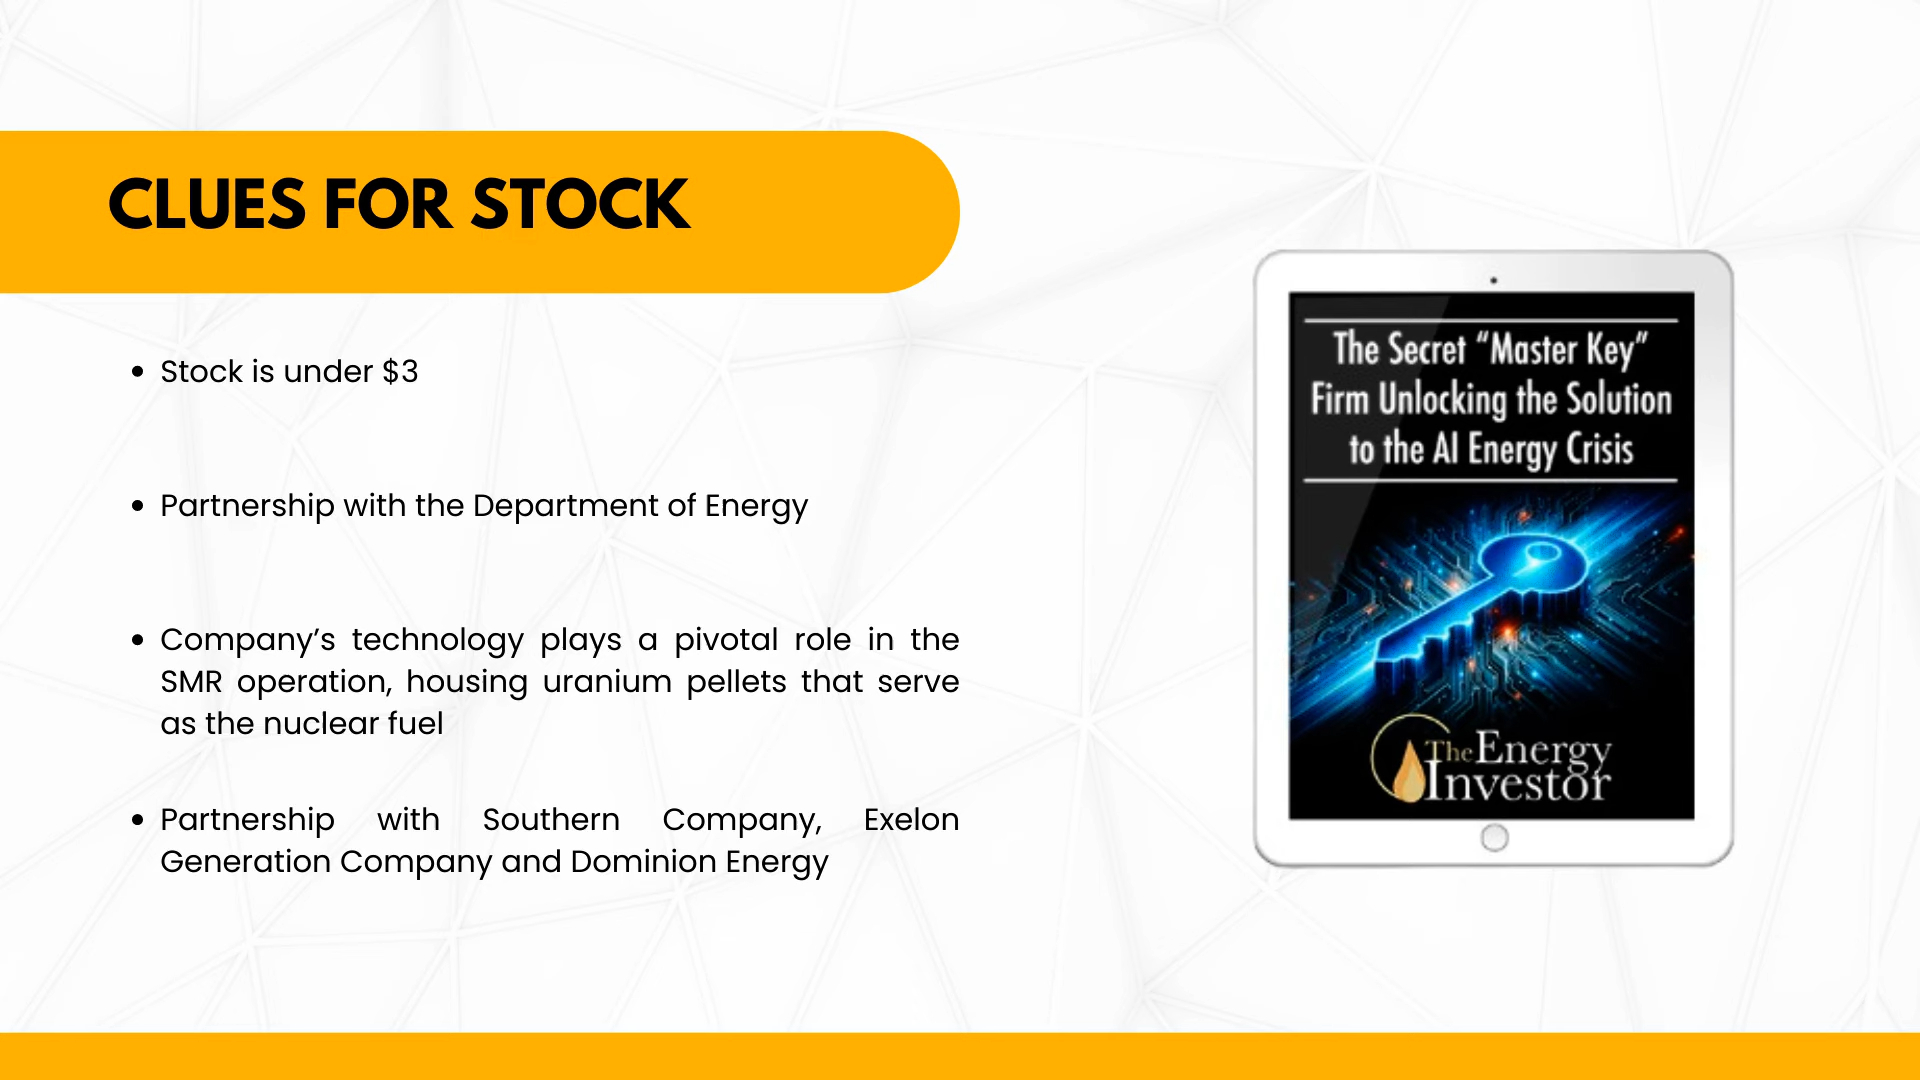 CLUES FOR STOCK
• Stock is under $3
• Partnership with the Department of Energy
• Company’s technology plays a pivotal role in the
SMR operation, housing uranium pellets that serve
as the nuclear fuel
• Partnership with Southern Company, Exelon
Generation Company and Dominion Energy
The Secret “Master Key”
Firm Unlocking the Solution
to the AI Energy Crisis
The Energy
Investor